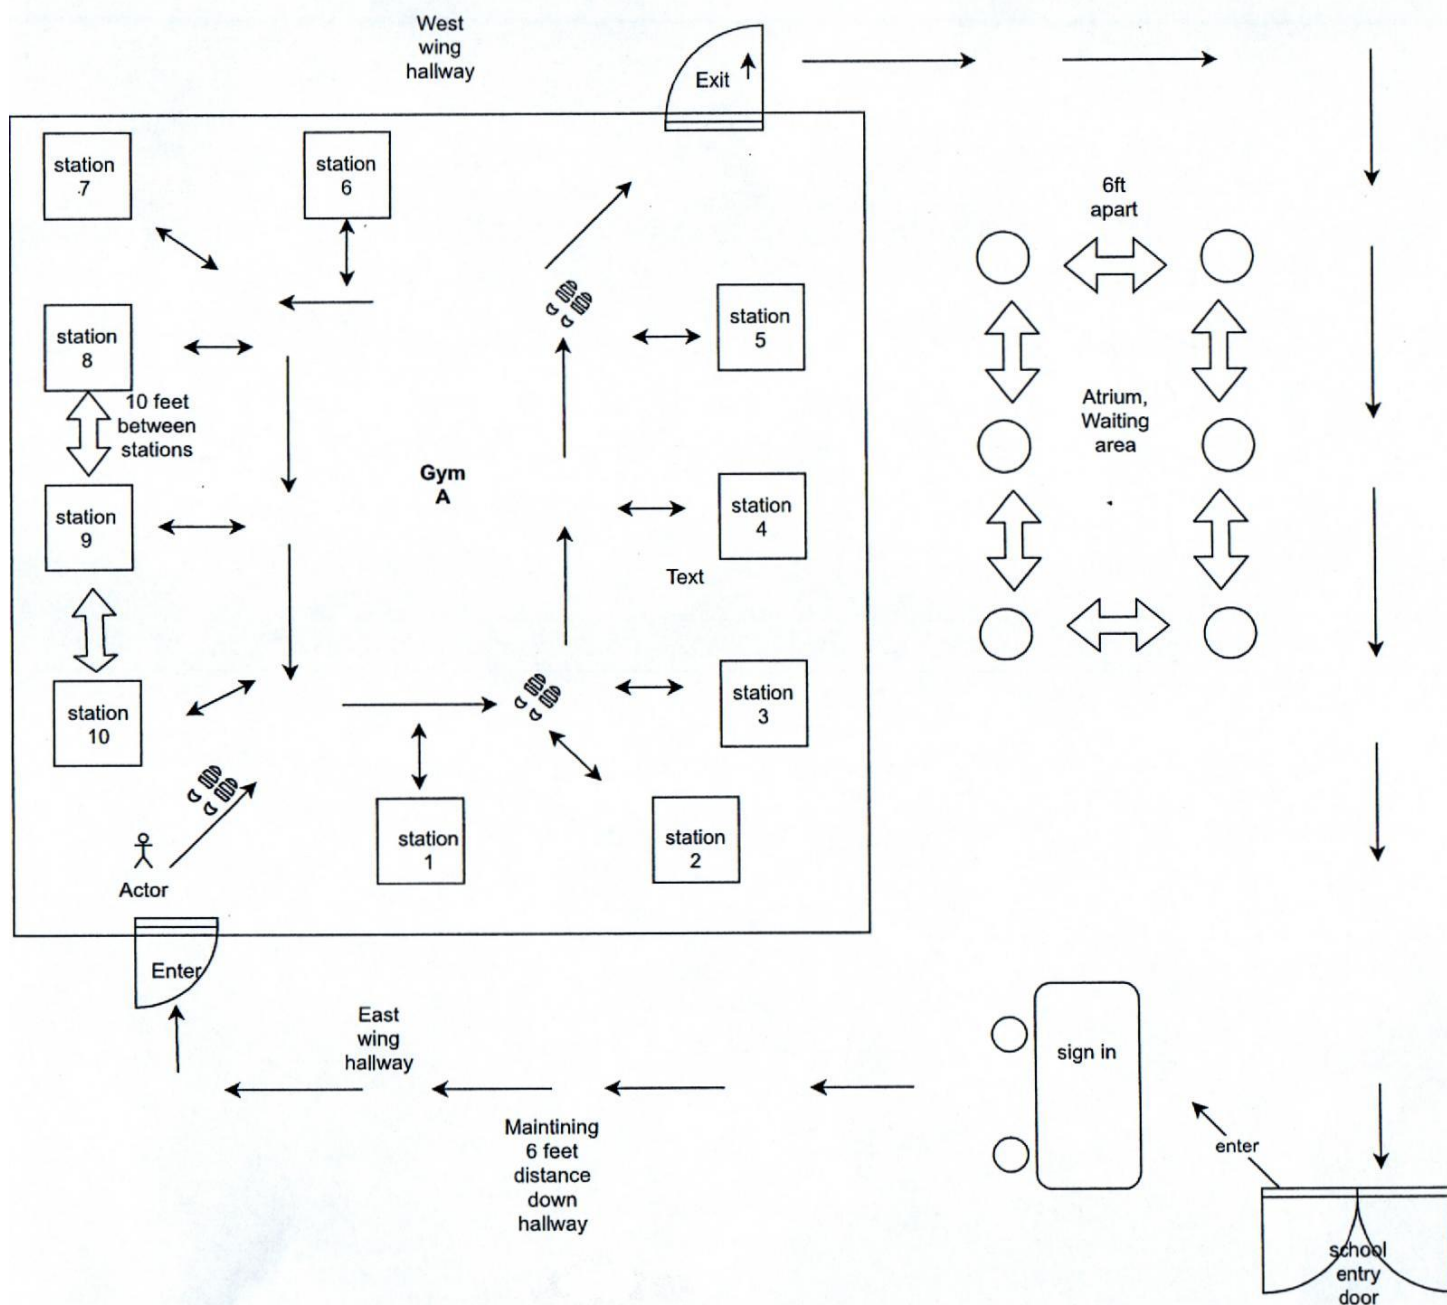 West
wing
hallway
Exit
station
7
station
6
6ft
apart
station
8
station
5
10 feet
between
stations
Atrium,
Waiting
area
Gym
A
station
9
station
4
Text
station
10
station
3
station
1
station
2
Actor
Enter
East
wing
hallway
sign in
Maintining
6 feet
distance
down
hallway
enter
school
entry
door